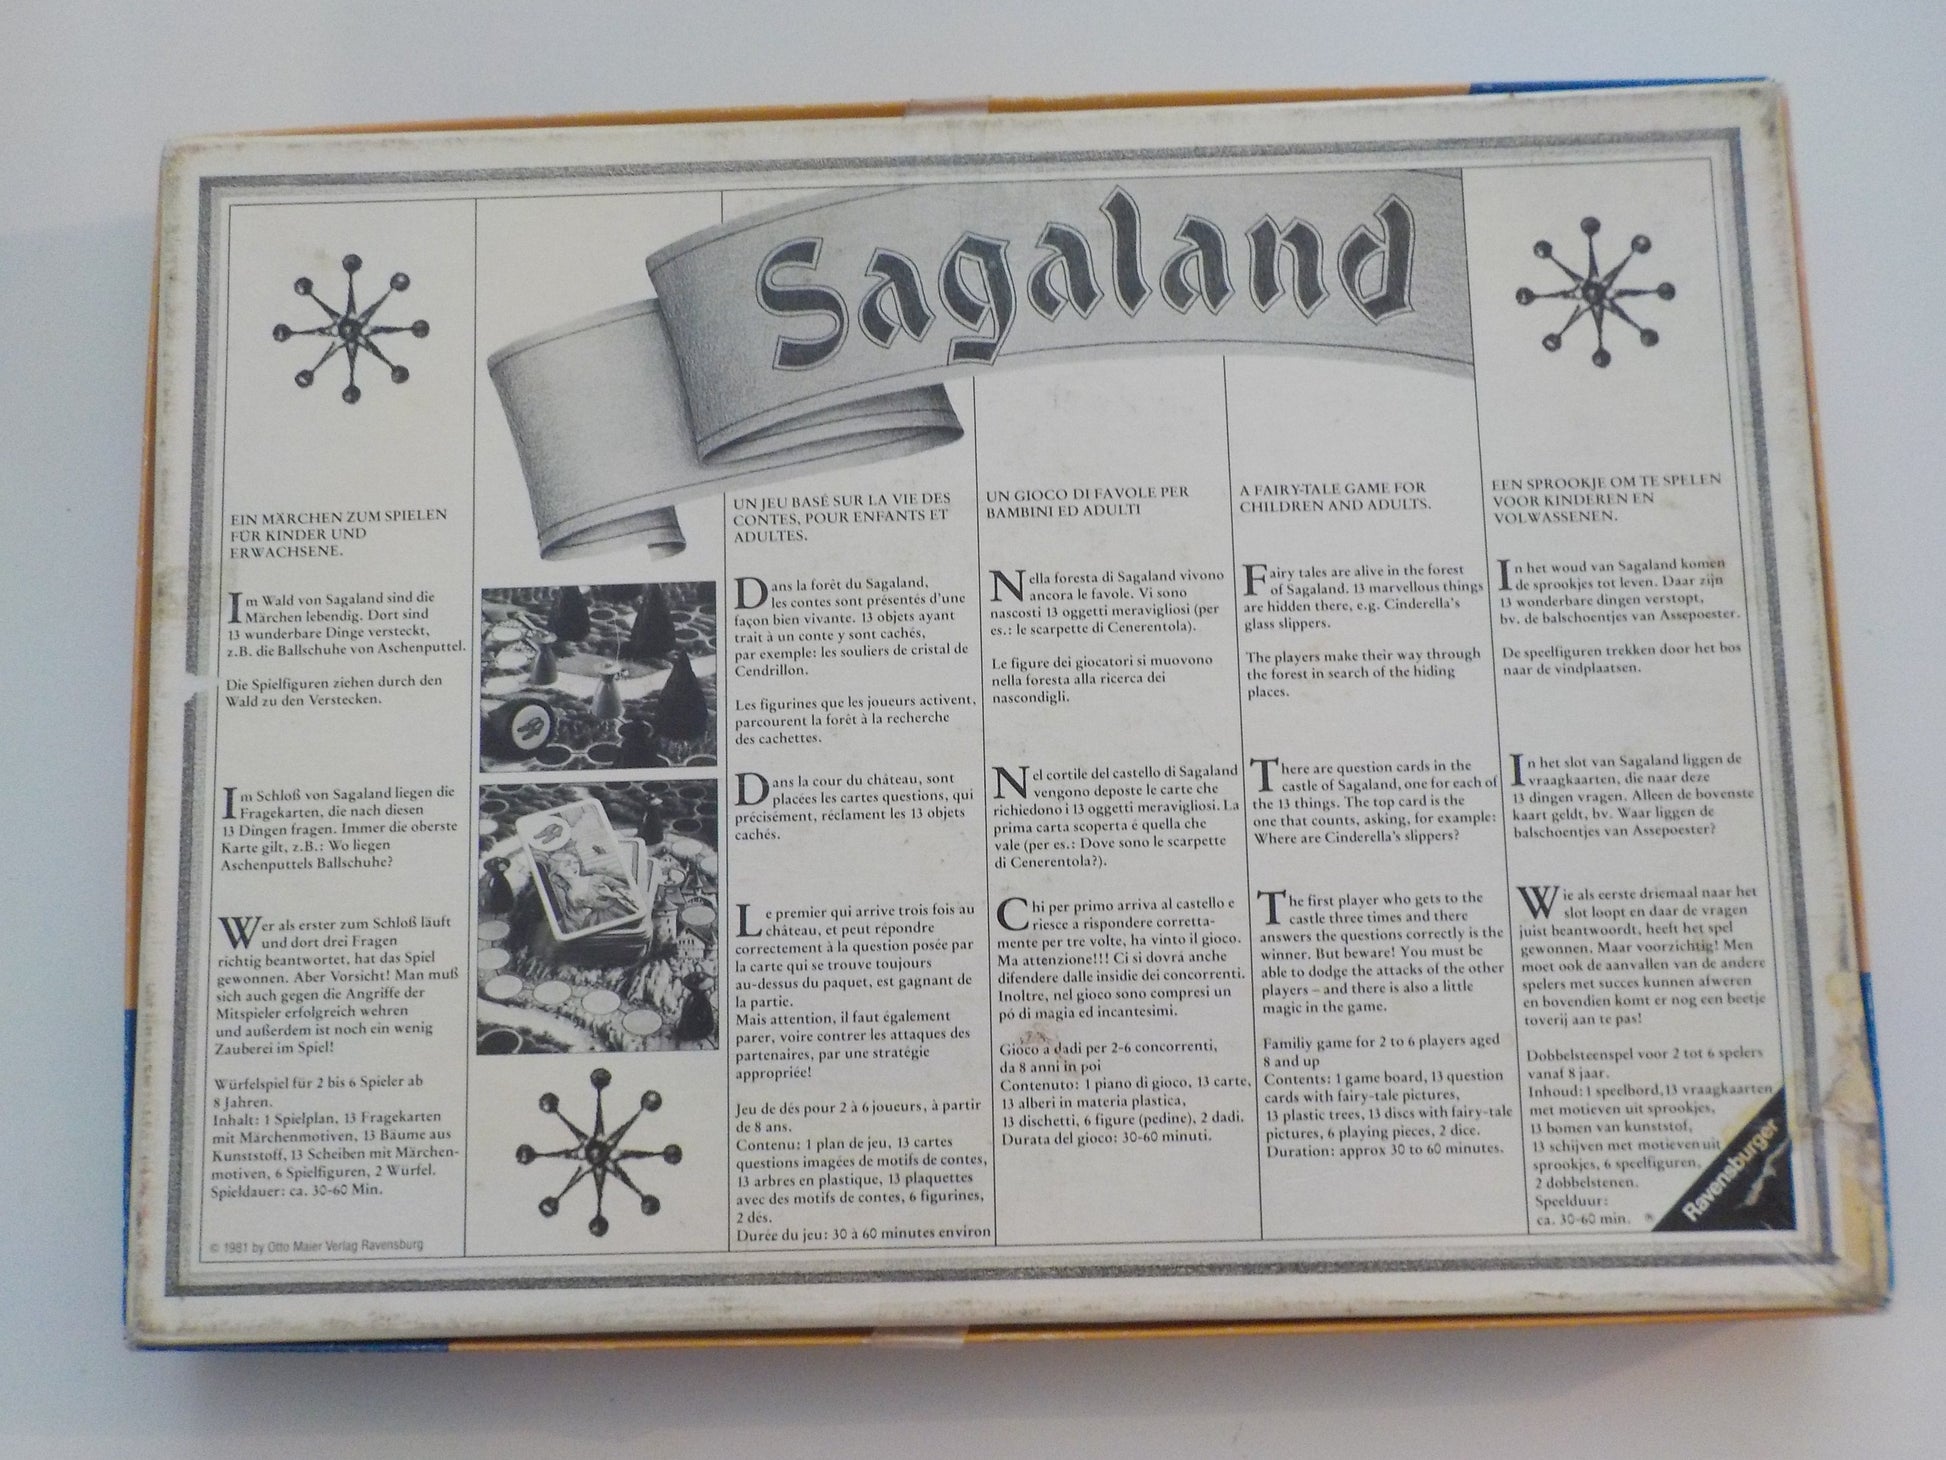 Sagaland
EIN MÄRCHEN ZUM SPIELEN
FÜR KINDER UND
ERWACHSENE.
Im Wald von Sagaland sind die
Märchen lebendig. Dort sind
13 wunderbare Dinge versteckt,
z.B. die Ballschuhe von Aschenputtel.
Die Spielfiguren ziehen durch den
Wald zu den Verstecken.
Im Schloß von Sagaland liegen die
Fragekarten, die nach diesen
13 Dingen fragen. Immer die oberste
Karte gilt, z.B.: Wo liegen
Aschenputtels Ballschuhe?
Wer als erster zum Schloß läuft
und dort drei Fragen
richtig beantwortet, hat das Spiel
gewonnen. Aber Vorsicht! Man muß
sich auch gegen die Angriffe der
Mitspieler erfolgreich wehren
und außerdem ist noch ein wenig
Zauberei im Spiel!
Würfelspiel für 2 bis 6 Spieler ab
8 Jahren.
Inhalt: 1 Spielplan, 13 Fragekarten
mit Märchenmotiven, 13 Bäume aus
Kunststoff, 13 Scheiben mit Märchen-
motiven, 6 Spielfiguren, 2 Würfel.
Spieldauer: ca. 30-60 Min.
© 1981 by Otto Maier Verlag Ravensburg
UN JEU BASÉ SUR LA VIE DES
CONTES, POUR ENFANTS ET
ADULTES.
Dans la forêt du Sagaland,
les contes sont présentés d'une
façon bien vivante. 13 objets ayant
trait à un conte y sont cachés,
par exemple: les souliers de cristal de
Cendrillon.
Les figurines que les joueurs activent,
parcourent la forêt à la recherche
des cachettes.
Dans la cour du château, sont
placées les cartes questions, qui
précisément, réclament les 13 objets
cachés.
Le premier qui arrive trois fois au
château, et peut répondre
correctement à la question posée par
la carte qui se trouve toujours
au-dessus du paquet, est gagnant de
la partie.
Mais attention, il faut également
parer, voire contrer les attaques des
partenaires, par une stratégie
appropriée!
Jeu de dés pour 2 à 6 joueurs, à partir
de 8 ans.
Contenu: 1 plan de jeu, 13 cartes
questions imagées de motifs de contes,
13 arbres en plastique, 13 plaquettes
avec des motifs de contes, 6 figurines,
2 dés.
Durée du jeu: 30 à 60 minutes environ
UN GIOCO DI FAVOLE PER
BAMBINI ED ADULTI
Nella foresta di Sagaland vivono
ancora le favole. Vi sono
nascosti 13 oggetti meravigliosi (per
es.: le scarpette di Cenerentola).
Le figure dei giocatori si muovono
nella foresta alla ricerca dei
nascondigli.
Nel cortile del castello di Sagaland
vengono deposte le carte che
richiedono i 13 oggetti meravigliosi. La
prima carta scoperta é quella che
vale (per es.: Dove sono le scarpette
di Cenerentola?).
Chi per primo arriva al castello e
riesce a rispondere corretta-
mente per tre volte, ha vinto il gioco.
Ma attenzione!!! Ci si dovrá anche
difendere dalle insidie dei concorrenti.
Inoltre, nel gioco sono compresi un
pó di magia ed incantesimi.
Gioco a dadi per 2-6 concorrenti,
da 8 anni in poi
Contenuto: 1 piano di gioco, 13 carte,
13 alberi in materia plastica,
13 dischetti, 6 figure (pedine), 2 dadi.
Durata del gioco: 30-60 minuti.
A FAIRY-TALE GAME FOR
CHILDREN AND ADULTS.
Fairy tales are alive in the forest
of Sagaland. 13 marvellous things
are hidden there, e.g. Cinderella's
glass slippers.
The players make their way through
the forest in search of the hiding
places.
There are question cards in the
castle of Sagaland, one for each of
the 13 things. The top card is the
one that counts, asking, for example:
Where are Cinderella's slippers?
The first player who gets to the
castle three times and there
answers the questions correctly is the
winner. But beware! You must be
able to dodge the attacks of the other
players – and there is also a little
magic in the game.
Familiy game for 2 to 6 players aged
8 and up
Contents: 1 game board, 13 question
cards with fairy-tale pictures,
13 plastic trees, 13 discs with fairy-tale
pictures, 6 playing pieces, 2 dice.
Duration: approx 30 to 60 minutes.
EEN SPROOKJE OM TE SPELEN
VOOR KINDEREN EN
VOLWASSENEN.
In het woud van Sagaland komen
de sprookjes tot leven. Daar zijn
13 wonderbare dingen verstopt,
bv. de balschoentjes van Assepoester.
De speelfiguren trekken door het bos
naar de vindplaatsen.
In het slot van Sagaland liggen de
vraagkaarten, die naar deze
13 dingen vragen. Alleen de bovenste
kaart geldt, bv. Waar liggen de
balschoentjes van Assepoester?
Wie als eerste driemaal naar het
slot loopt en daar de vragen
juist beantwoordt, heeft het spel
gewonnen. Maar voorzichtig! Men
moet ook de aanvallen van de andere
spelers met succes kunnen afweren
en bovendien komt er nog een beetje
toverij aan te pas!
Dobbelsteenspel voor 2 tot 6 spelers
vanaf 8 jaar.
Inhoud: 1 speelbord, 13 vraagkaarten
met motieven uit sprookjes,
13 bomen van kunststof,
13 schijven met motieven uit
sprookjes, 6 speelfiguren,
2 dobbelstenen.
Speelduur:
ca. 30-60 min.
Ravensburger